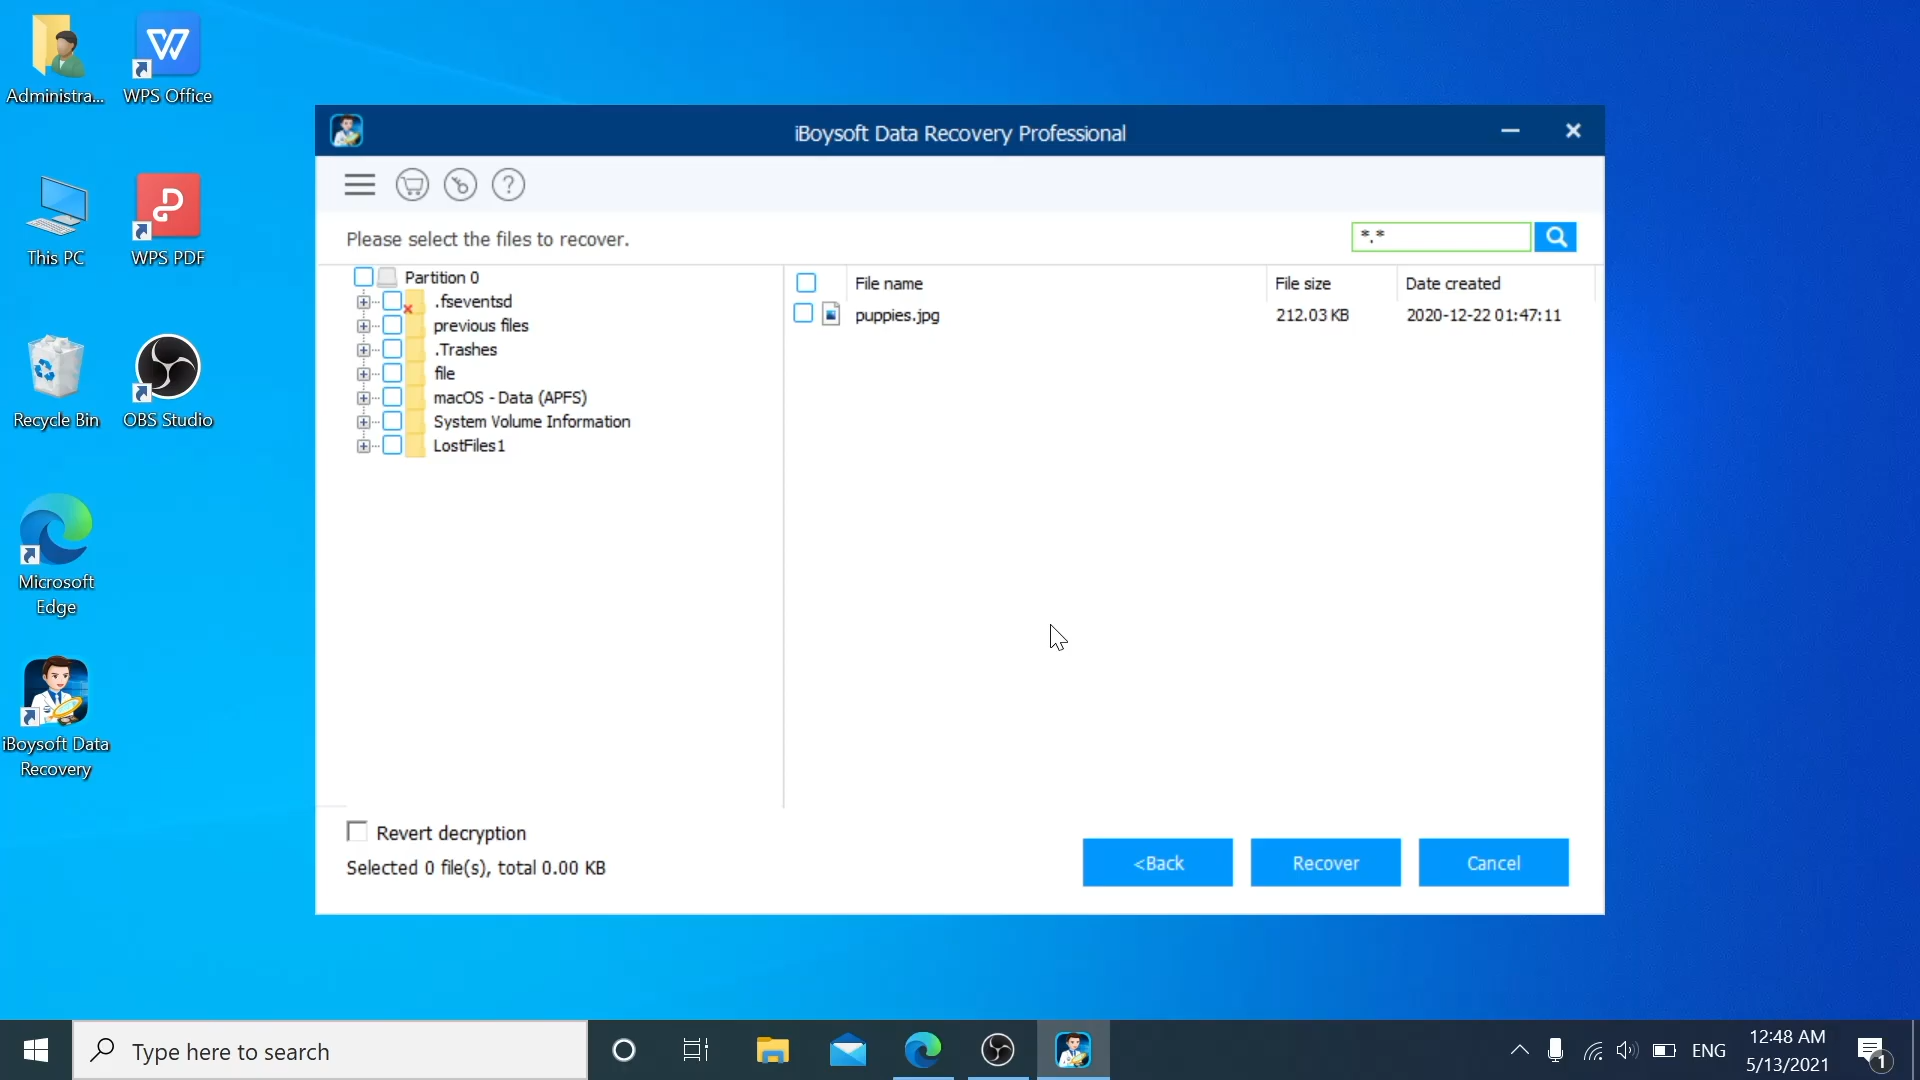 Administra...
WPS Office
This PC
WPS PDF
Recycle Bin
OBS Studio
Microsoft
Edge
iBoysoft Data
Recovery
iBoysoft Data Recovery Professional
Please select the files to recover.
*.*
Partition 0
.fseventsd
previous files
.Trashes
file
macOS - Data (APFS)
System Volume Information
LostFiles1
File name File size Date created
puppies.jpg 212.03 KB 2020-12-22 01:47:11
Revert decryption
Selected 0 file(s), total 0.00 KB
<Back Recover Cancel
Type here to search
ENG
12:48 AM
5/13/2021
1